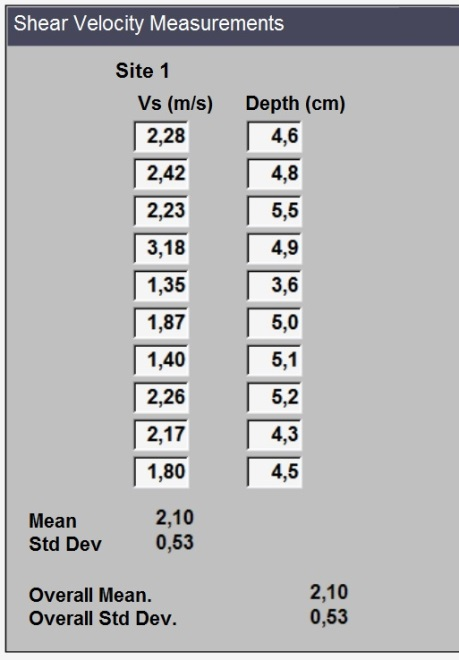 Shear Velocity Measurements
Site 1
Vs (m/s) Depth (cm)
2,28 4,6
2,42 4,8
2,23 5,5
3,18 4,9
1,35 3,6
1,87 5,0
1,40 5,1
2,26 5,2
2,17 4,3
1,80 4,5
Mean 2,10
Std Dev 0,53
Overall Mean. 2,10
Overall Std Dev. 0,53